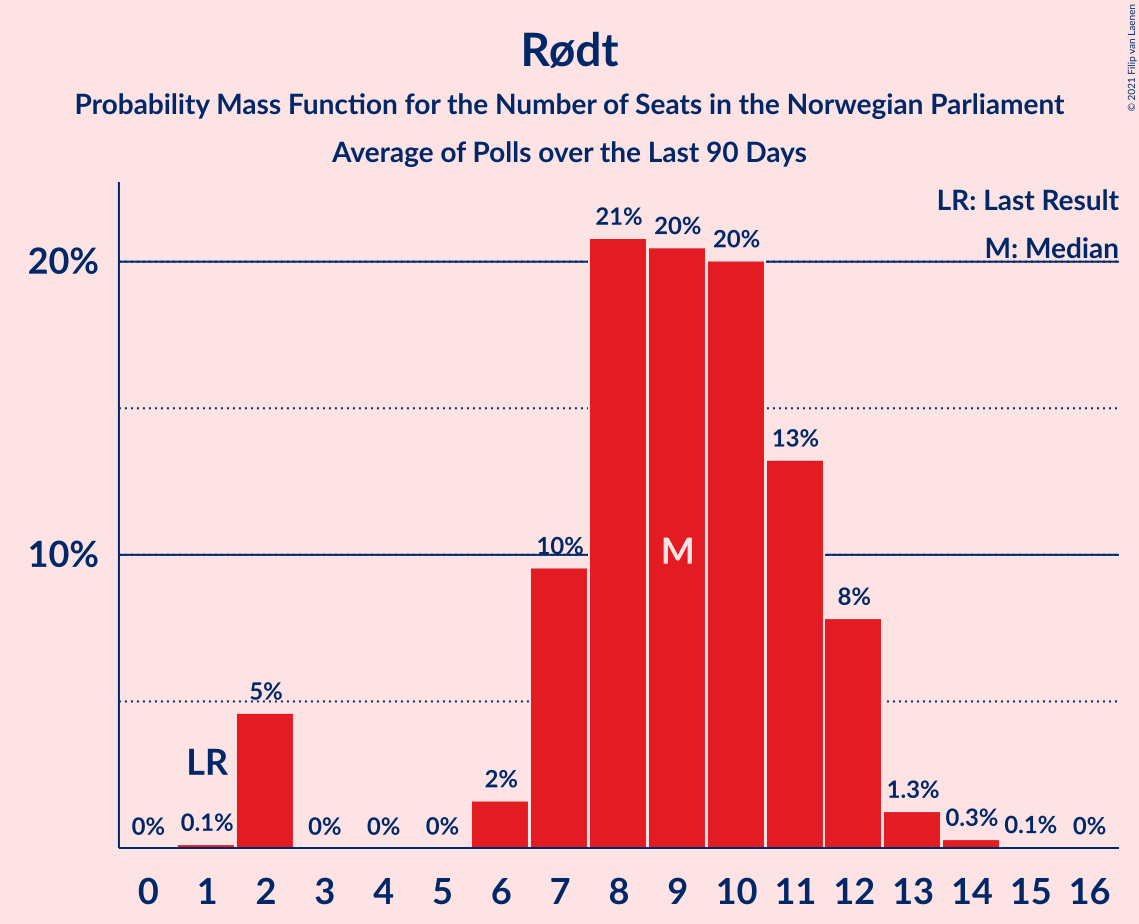 Rødt
Probability Mass Function for the Number of Seats in the Norwegian Parliament
Average of Polls over the Last 90 Days
© 2021 Filip van Laenen
LR: Last Result
M: Median
20%
10%
0%
0.1%
5%
0%
0%
0%
2%
10%
21%
20%
20%
13%
8%
1.3%
0.3%
0.1%
0%
LR
M
0 1 2 3 4 5 6 7 8 9 10 11 12 13 14 15 16